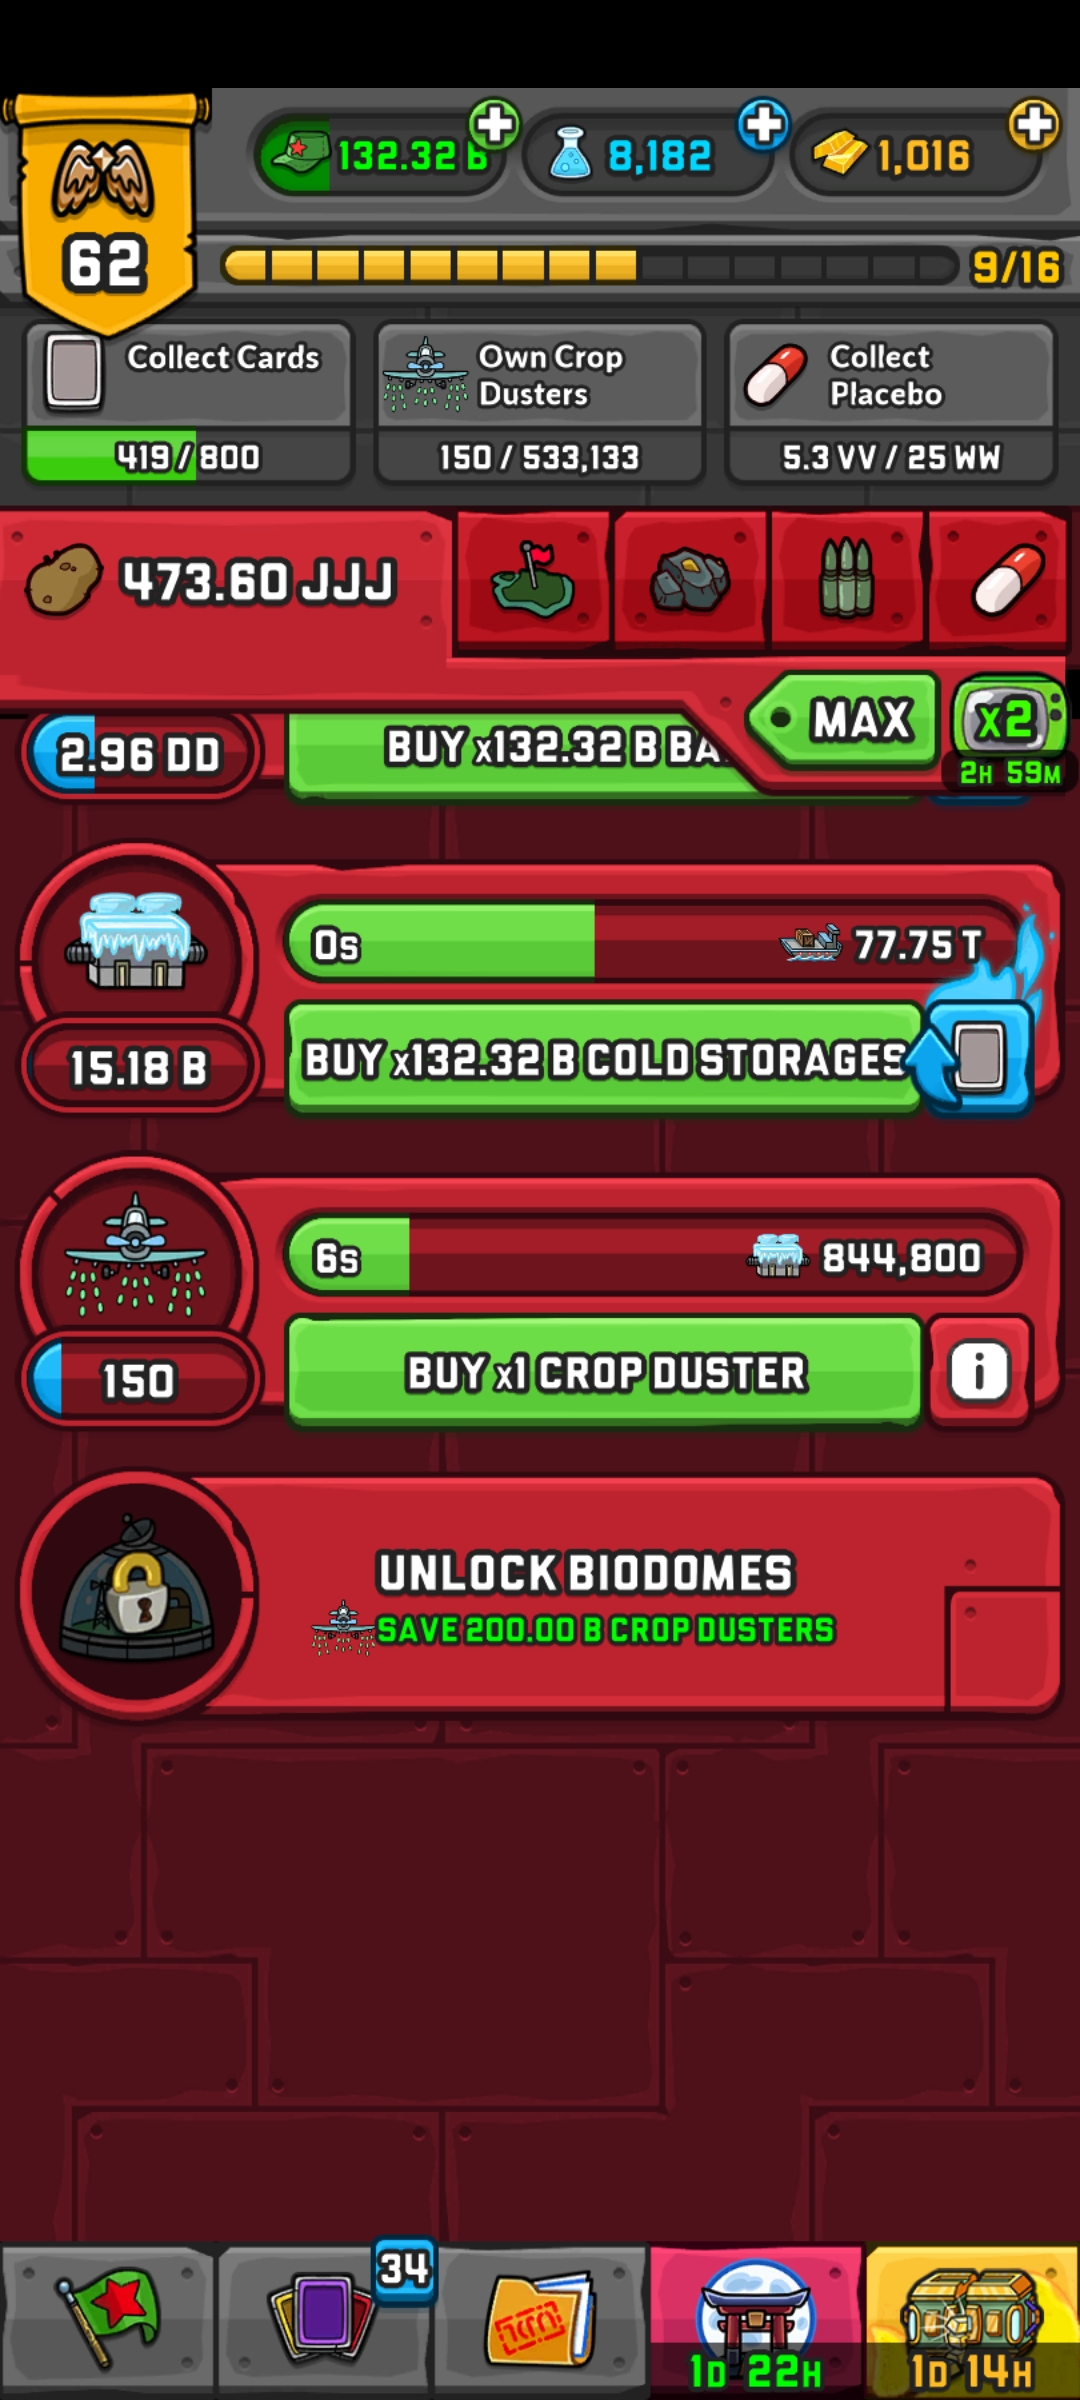 132.32 B
8,182
1,016
62
9/16
Collect Cards
419 / 800
Own Crop
Dusters
150 / 533,133
Collect
Placebo
5.3 VV / 25 WW
473.60 JJJ
MAX
x2
2H 59M
2.96 DD
BUY x132.32 B BA
0s
77.75 T
15.18 B
BUY x132.32 B COLD STORAGES
6s
844,800
150
BUY x1 CROP DUSTER
i
UNLOCK BIODOMES
SAVE 200.00 B CROP DUSTERS
34
1D 22H
1D 14H